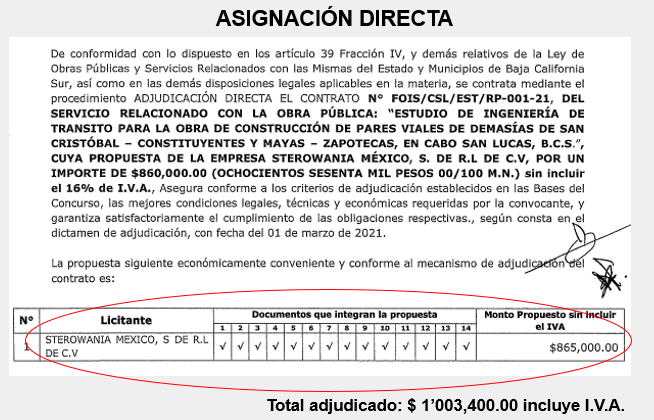 ASIGNACIÓN DIRECTA
De conformidad con lo dispuesto en los artículo 39 Fracción IV, y demás relativos de la Ley de
Obras Públicas y Servicios Relacionados con las Mismas del Estado y Municipios de Baja California
Sur, así como en las demás disposiciones legales aplicables en la materia, se contrata mediante el
procedimiento ADJUDICACIÓN DIRECTA EL CONTRATO N° FOIS/CSL/EST/RP-001-21, DEL
SERVICIO RELACIONADO CON LA OBRA PÚBLICA: “ESTUDIO DE INGENIERÍA DE
TRANSITO PARA LA OBRA DE CONSTRUCCIÓN DE PARES VIALES DE DEMASÍAS DE SAN
CRISTÓBAL – CONSTITUYENTES Y MAYAS – ZAPOTECAS, EN CABO SAN LUCAS, B.C.S.”,
CUYA PROPUESTA DE LA EMPRESA STEROWANIA MÉXICO, S. DE R.L DE C.V, POR UN
IMPORTE DE $860,000.00 (OCHOCIENTOS SESENTA MIL PESOS 00/100 M.N.) sin incluir
el 16% de I.V.A., Asegura conforme a los criterios de adjudicación establecidos en las Bases del
Concurso, las mejores condiciones legales, técnicas y económicas requeridas por la convocante, y
garantiza satisfactoriamente el cumplimiento de las obligaciones respectivas., según consta en el
dictamen de adjudicación, con fecha del 01 de marzo de 2021.
La propuesta siguiente económicamente conveniente y conforme al mecanismo de adjudicación del
contrato es:
N° Licitante Documentos que integran la propuesta Monto Propuesto sin incluir el IVA
1 2 3 4 5 6 7 8 9 10 11 12 13 14
1 STEROWANIA MEXICO, S DE R.L DE C.V √ √ √ √ √ √ √ √ √ √ √ √ √ √ $865,000.00
Total adjudicado: $ 1’003,400.00 incluye I.V.A.